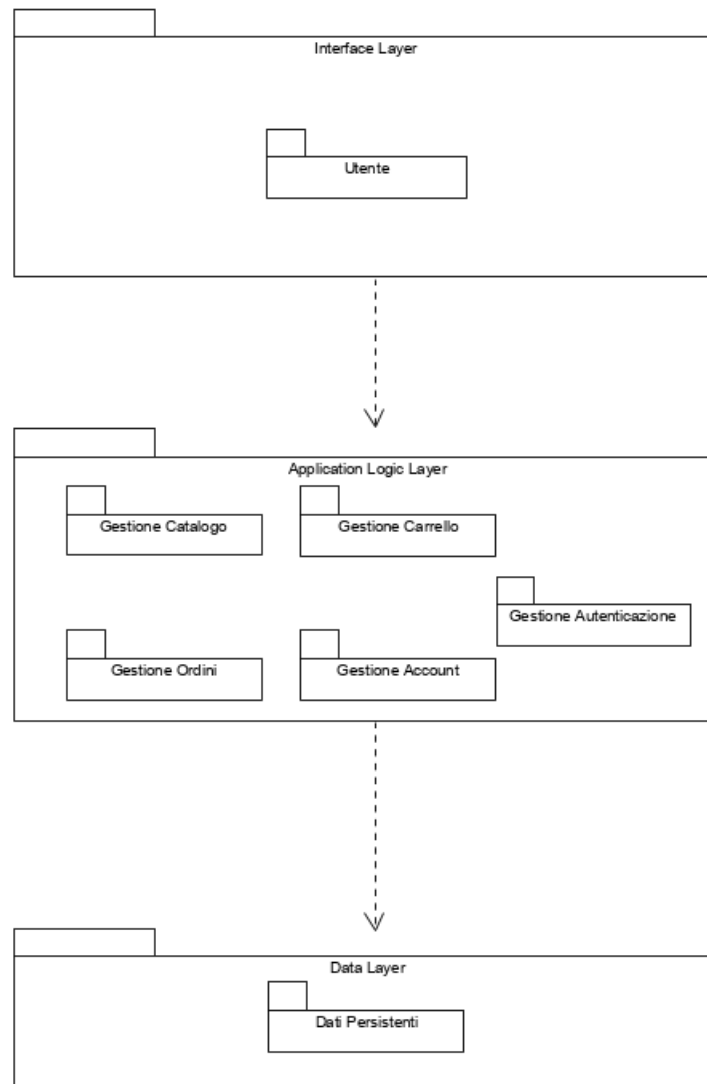 Interface Layer
Utente
Application Logic Layer
Gestione Catalogo
Gestione Carrello
Gestione Autenticazione
Gestione Ordini
Gestione Account
Data Layer
Dati Persistenti